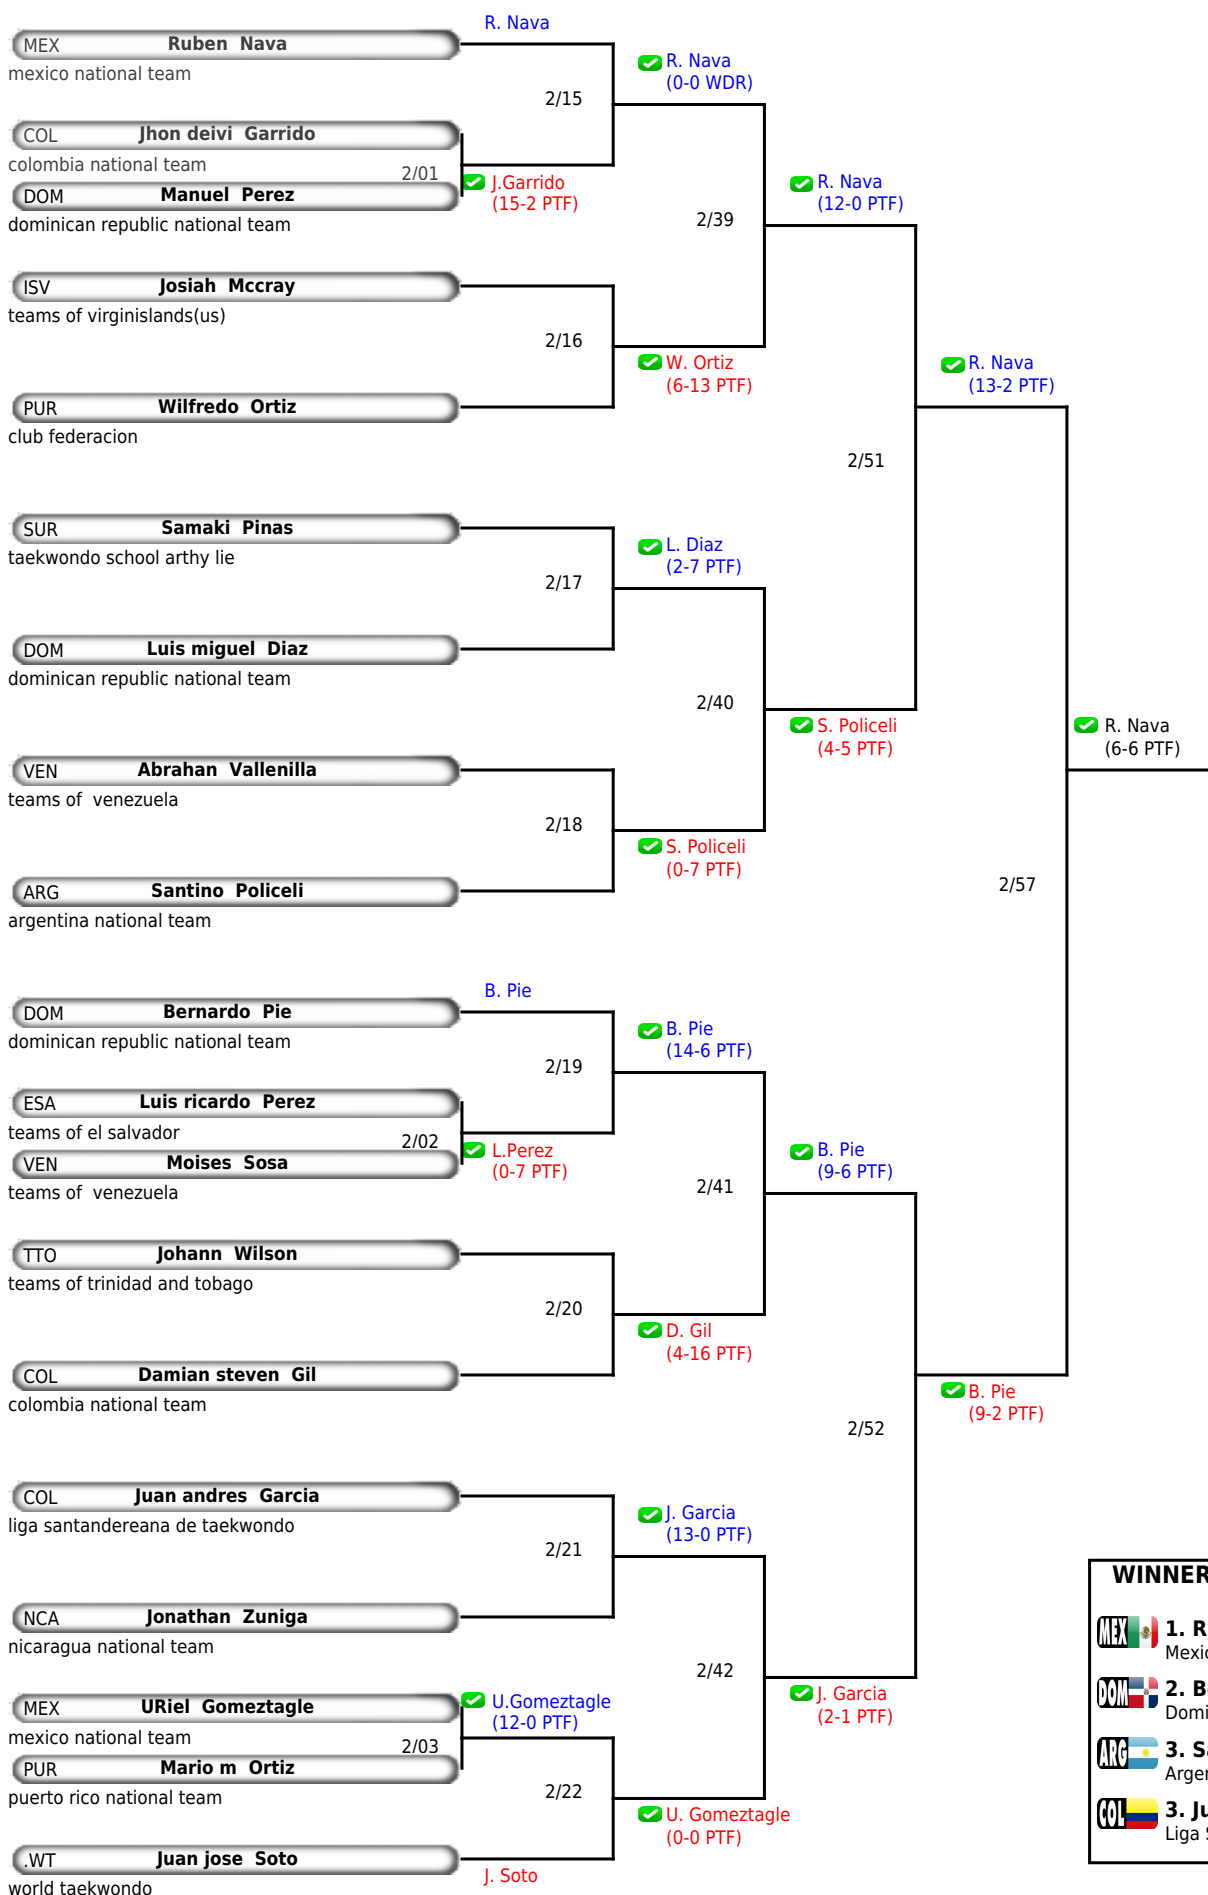 R. Nava
MEX Ruben Nava
mexico national team
R. Nava
(0-0 WDR)
2/15
COL Jhon deivi Garrido
colombia national team
2/01
J.Garrido
(15-2 PTF)
DOM Manuel Perez
dominican republic national team
R. Nava
(12-0 PTF)
2/39
ISV Josiah Mccray
teams of virginislands(us)
2/16
W. Ortiz
(6-13 PTF)
PUR Wilfredo Ortiz
club federacion
R. Nava
(13-2 PTF)
2/51
SUR Samaki Pinas
taekwondo school arthy lie
L. Diaz
(2-7 PTF)
2/17
DOM Luis miguel Diaz
dominican republic national team
2/40
S. Policeli
(4-5 PTF)
R. Nava
(6-6 PTF)
VEN Abrahan Vallenilla
teams of venezuela
2/18
S. Policeli
(0-7 PTF)
ARG Santino Policeli
argentina national team
2/57
B. Pie
DOM Bernardo Pie
dominican republic national team
B. Pie
(14-6 PTF)
2/19
ESA Luis ricardo Perez
teams of el salvador
2/02
L.Perez
(0-7 PTF)
VEN Moises Sosa
teams of venezuela
B. Pie
(9-6 PTF)
2/41
TTO Johann Wilson
teams of trinidad and tobago
2/20
D. Gil
(4-16 PTF)
COL Damian steven Gil
colombia national team
B. Pie
(9-2 PTF)
2/52
COL Juan andres Garcia
liga santandereana de taekwondo
J. Garcia
(13-0 PTF)
2/21
NCA Jonathan Zuniga
nicaragua national team
2/42
J. Garcia
(2-1 PTF)
MEX URiel Gomeztagle
mexico national team
2/03
U.Gomeztagle
(12-0 PTF)
PUR Mario m Ortiz
puerto rico national team
2/22
U. Gomeztagle
(0-0 PTF)
.WT Juan jose Soto
world taekwondo
J. Soto
WINNER
MEX 1. R
Mexic
DOM 2. B
Domi
ARG 3. Sa
Arger
COL 3. Ju
Liga S